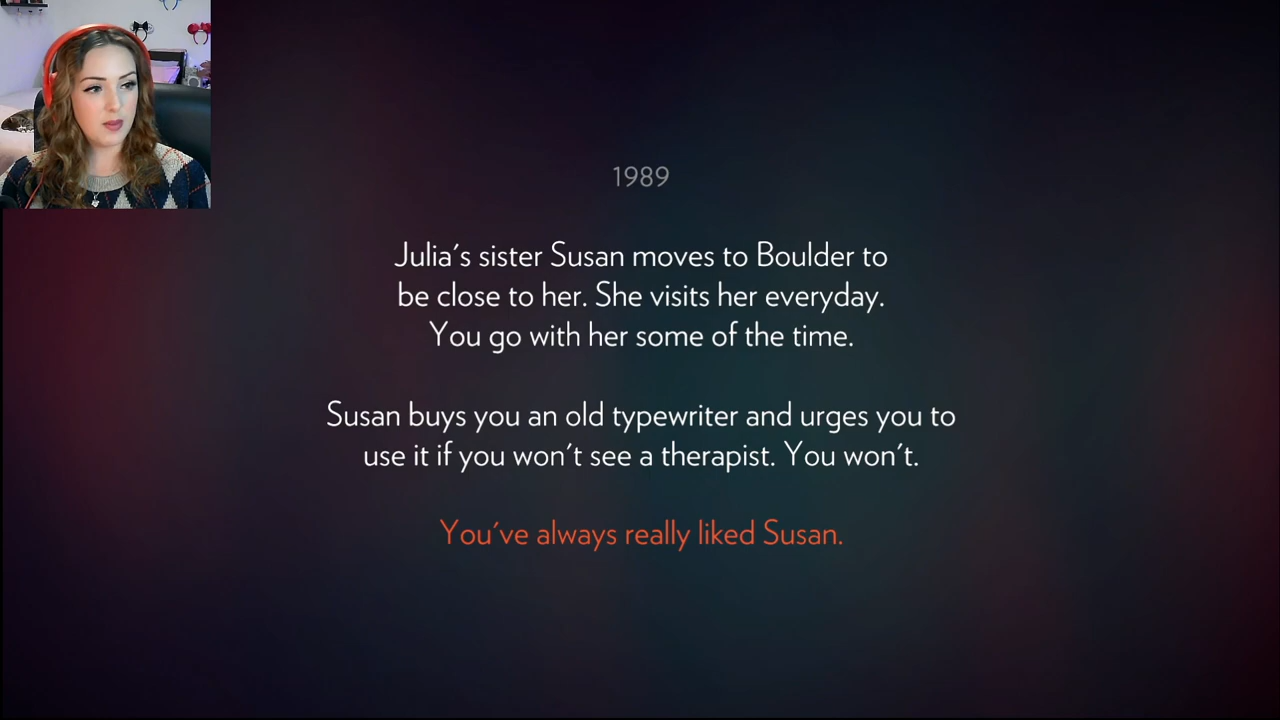 1989
Julia's sister Susan moves to Boulder to
be close to her. She visits her everyday.
You go with her some of the time.
Susan buys you an old typewriter and urges you to
use it if you won't see a therapist. You won't.
You've always really liked Susan.